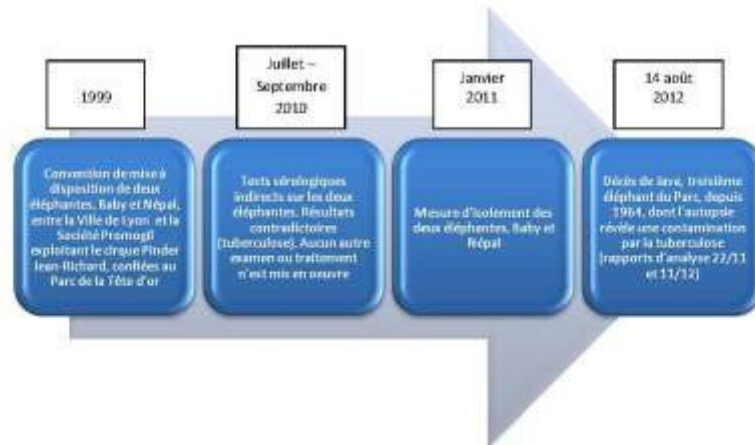 1999
Convention de mise à
disposition de deux
éléphantes, Baby et Népal,
entre la Ville de Lyon et la
Société Promogil
exploitant le cirque Pinder
Jean-Richard, confiées au
Parc de la Tête d'or
Juillet –
Septembre
2010
Tests sérologiques
indirects sur les deux
éléphantes. Résultats
contradictoires
(tuberculose). Aucun autre
examen ou traitement
n'est mis en oeuvre
Janvier
2011
Mesure d'isolement des
deux éléphantes, Baby et
Népal
14 août
2012
Décès de Java, troisième
éléphant du Parc, depuis
1964, dont l'autopsie
révèle une contamination
par la tuberculose
(rapports d'analyse 22/11
et 11/12)